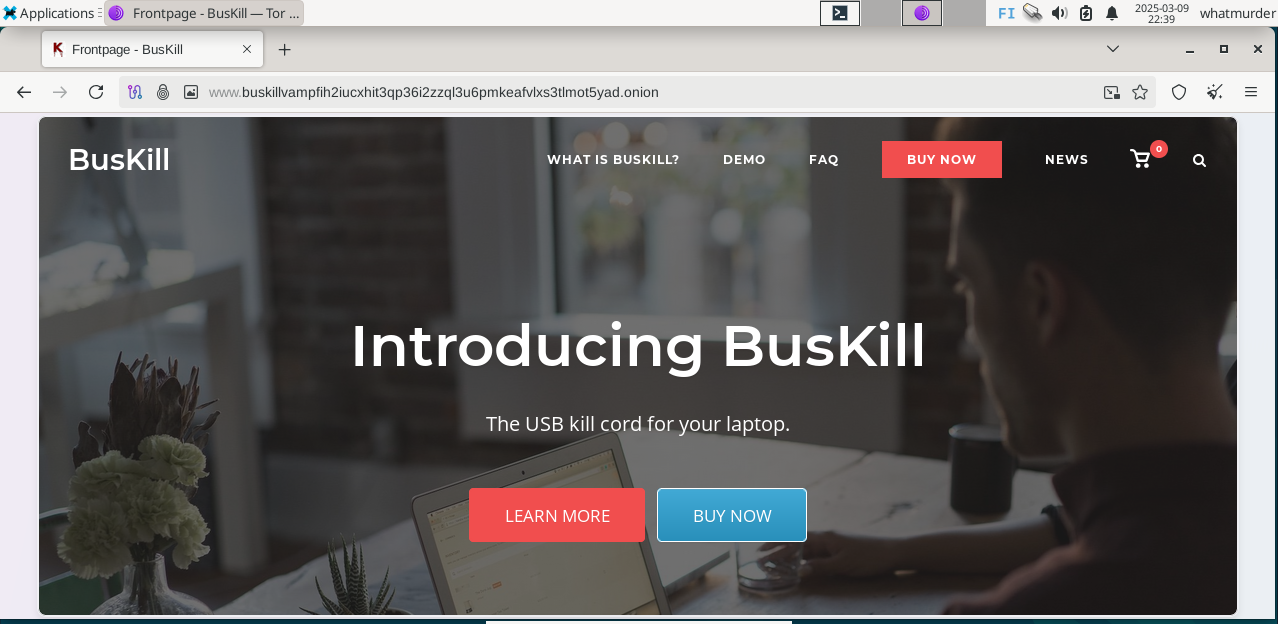 Applications
Frontpage - BusKill — Tor ...
FI
2025-03-09
22:39
whatmurder
Frontpage - BusKill
www.buskillvampfih2iucxhit3qp36i2zzql3u6pmkeafvlxs3tlmot5yad.onion
BusKill
WHAT IS BUSKILL?
DEMO
FAQ
BUY NOW
NEWS
0
Introducing BusKill
The USB kill cord for your laptop.
LEARN MORE
BUY NOW